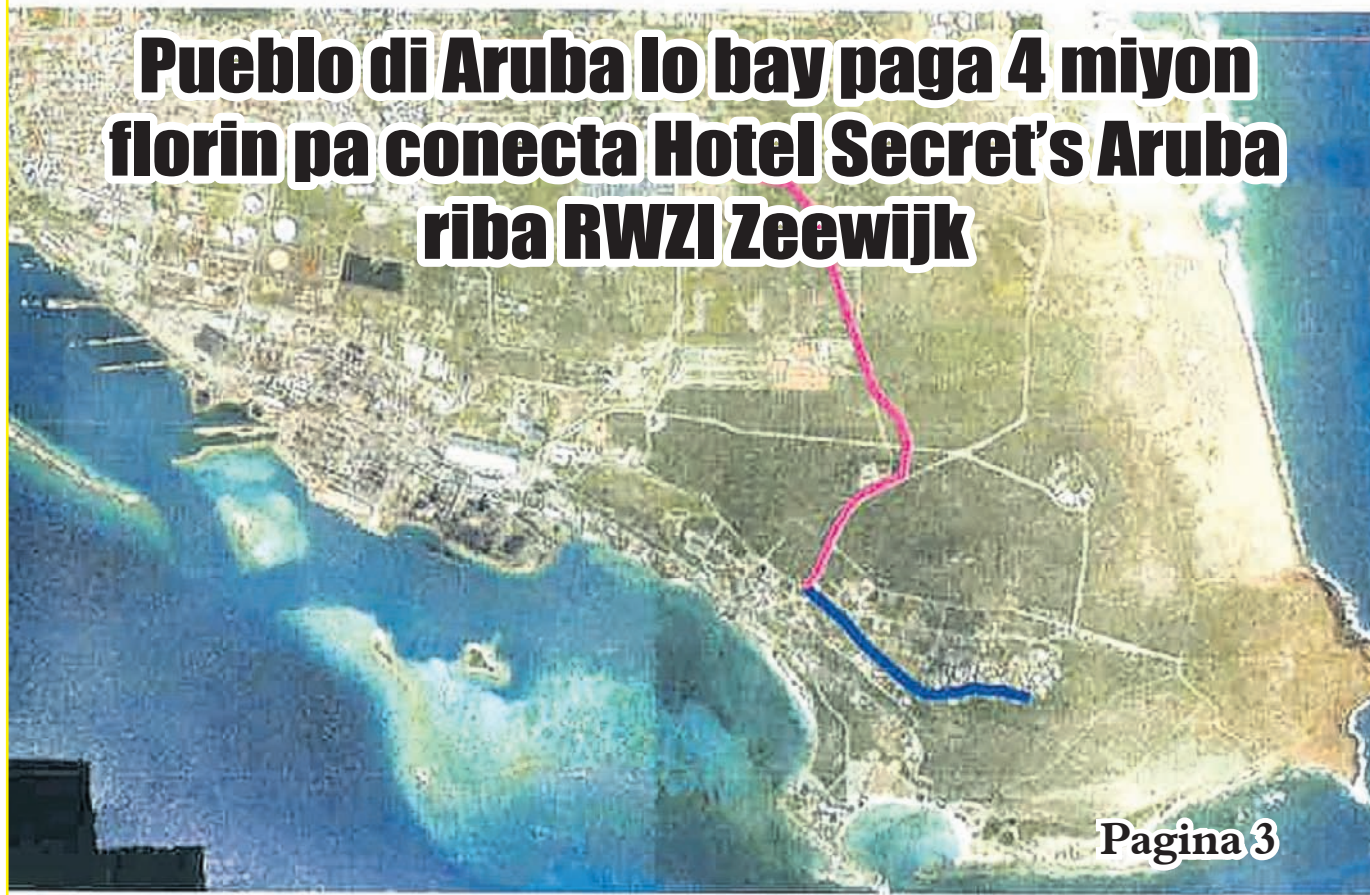 Pueblo di Aruba lo bay paga 4 miyon
florin pa conecta Hotel Secret's Aruba
riba RWZI Zeewijk
Pagina 3